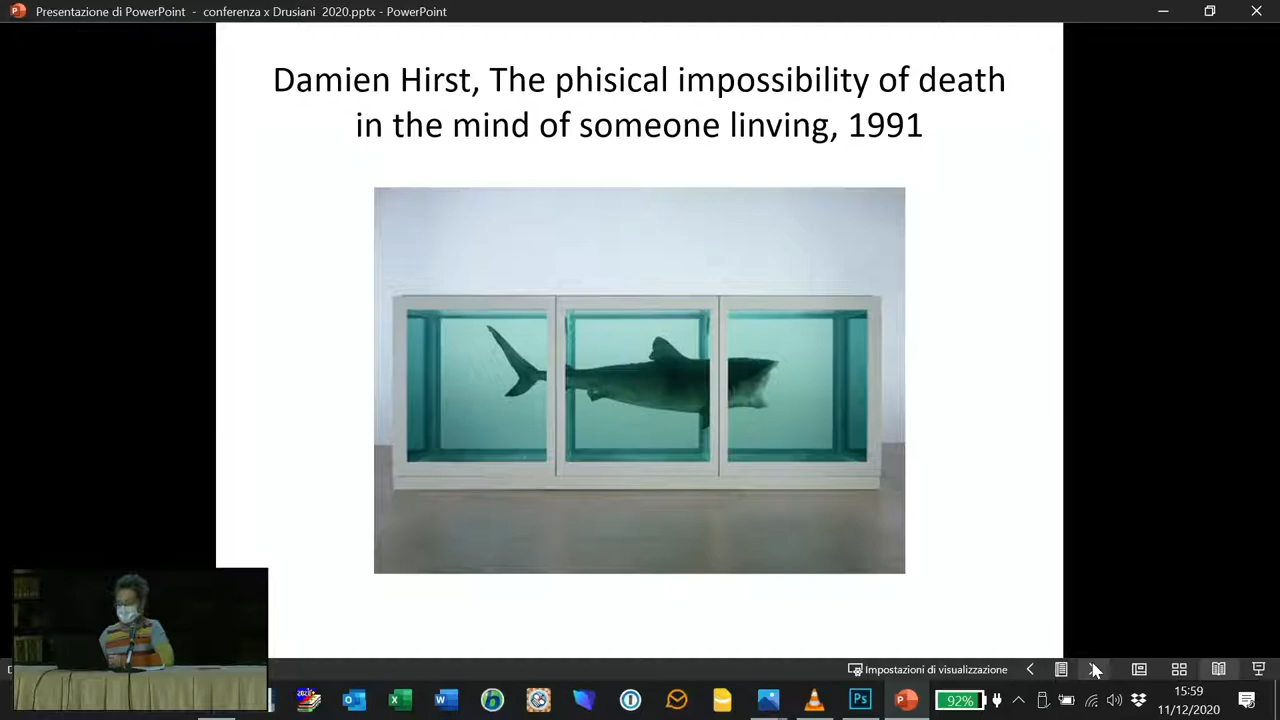 Presentazione di PowerPoint - conferenza x Drusiani 2020.pptx - PowerPoint
Damien Hirst, The phisical impossibility of death
in the mind of someone linving, 1991
Impostazioni di visualizzazione
Ps
92%
15:59
11/12/2020